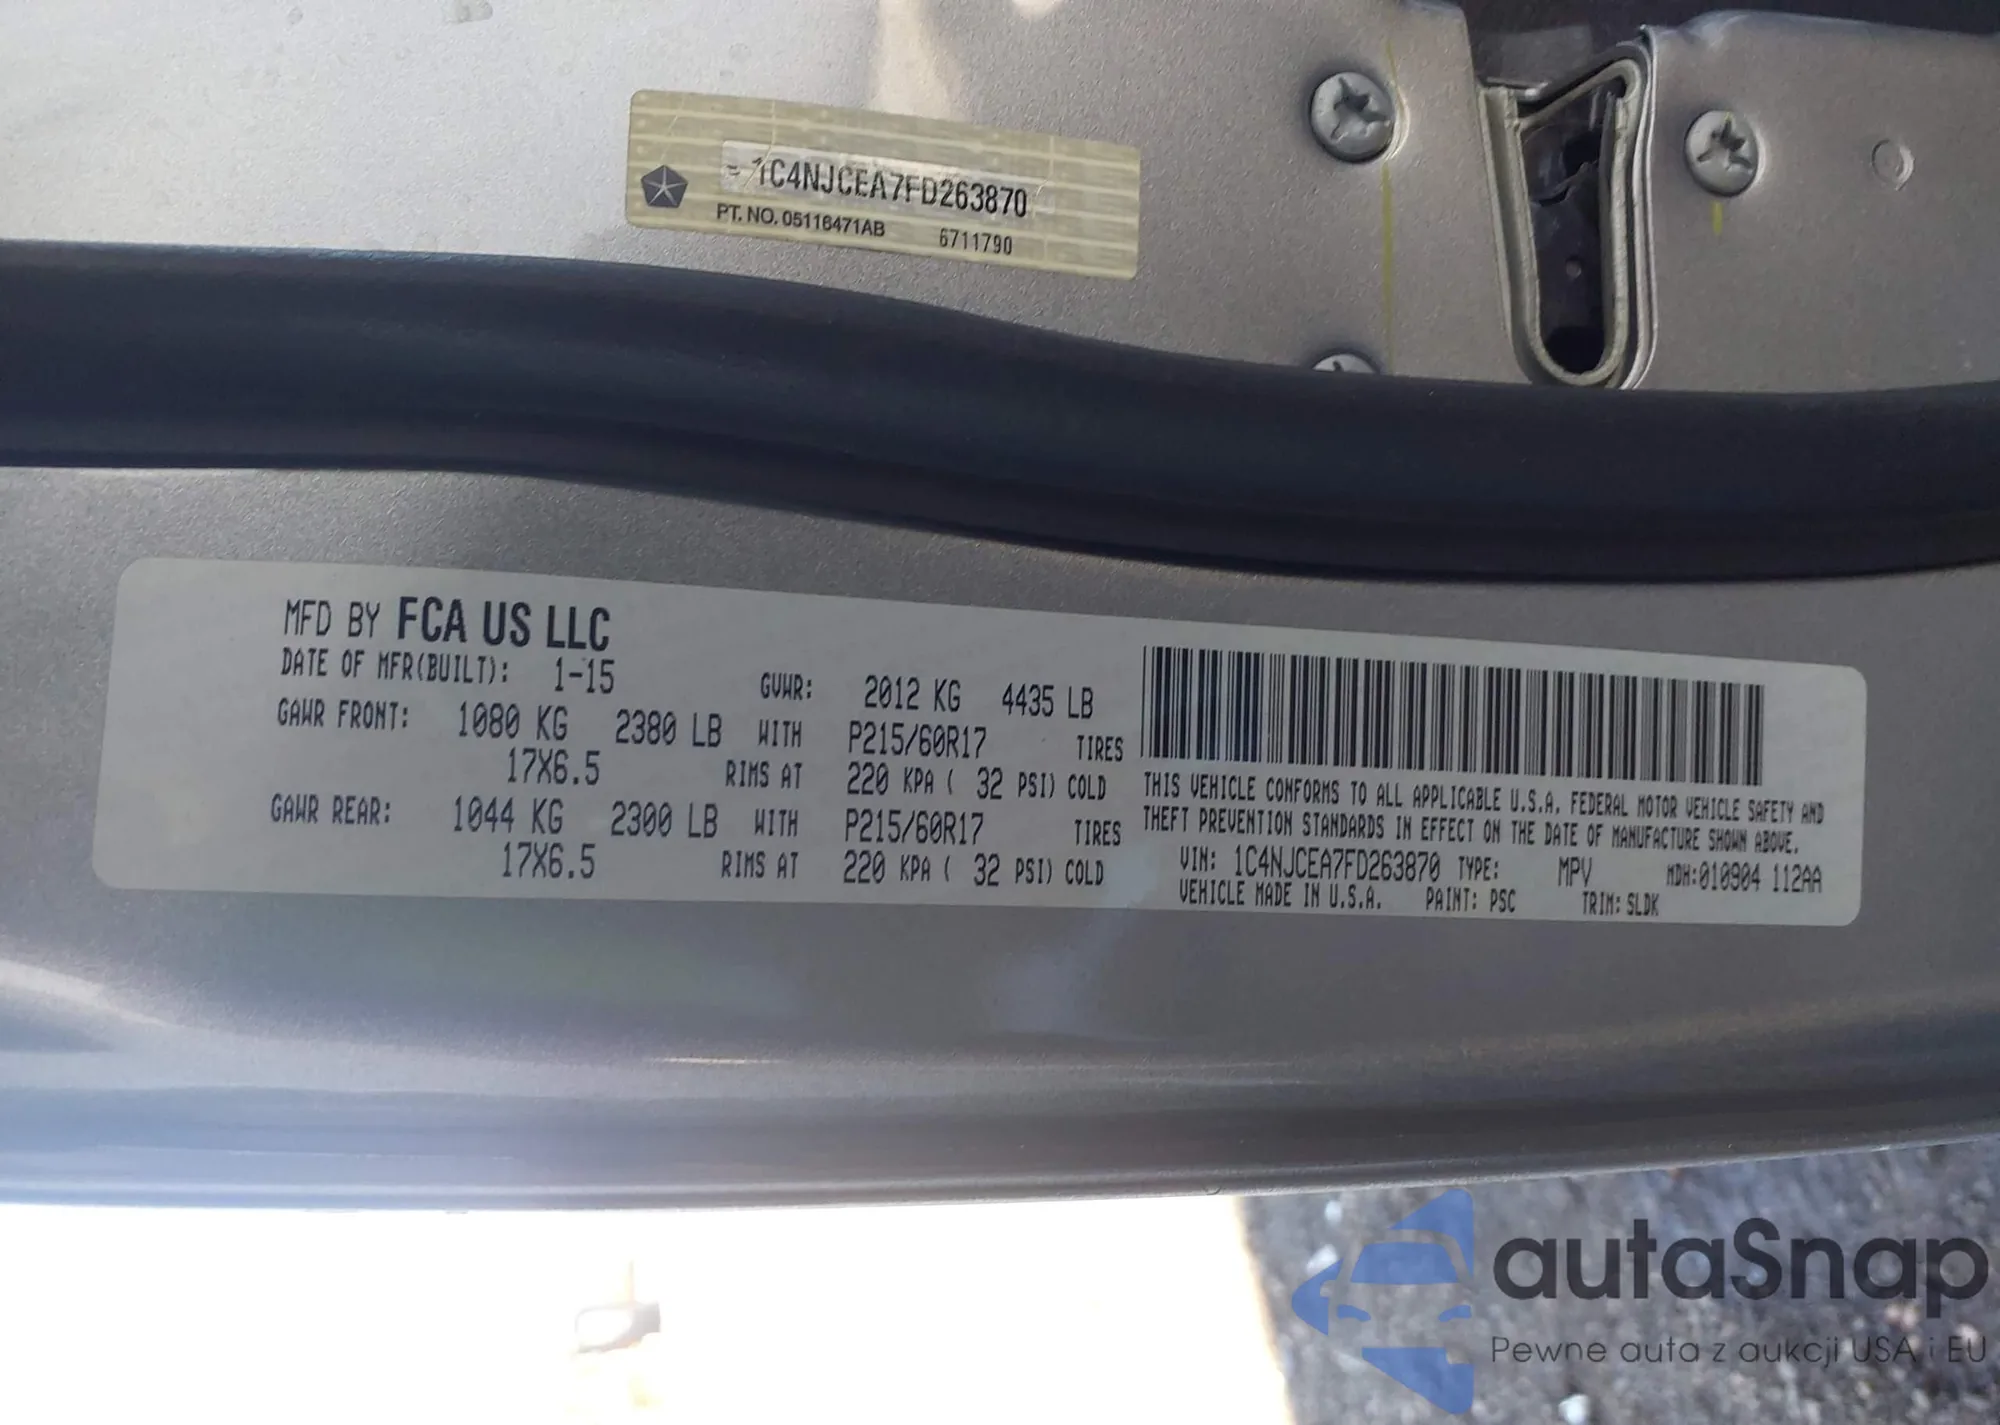 1C4NJCEA7FD263870
PT. NO. 05116471AB 6711790
MFD BY FCA US LLC
DATE OF MFR(BUILT): 1-15 GVWR: 2012 KG 4435 LB
GAWR FRONT: 1080 KG 2380 LB WITH P215/60R17 TIRES
17X6.5 RIMS AT 220 KPA ( 32 PSI) COLD
GAWR REAR: 1044 KG 2300 LB WITH P215/60R17 TIRES
17X6.5 RIMS AT 220 KPA ( 32 PSI) COLD
THIS VEHICLE CONFORMS TO ALL APPLICABLE U.S.A. FEDERAL MOTOR VEHICLE SAFETY AND
THEFT PREVENTION STANDARDS IN EFFECT ON THE DATE OF MANUFACTURE SHOWN ABOVE.
VIN: 1C4NJCEA7FD263870 TYPE: MPV MDH:010904 112AA
VEHICLE MADE IN U.S.A. PAINT: PSC TRIM: SLDK
autaSnap
Pewne auta z aukcji USA i EU